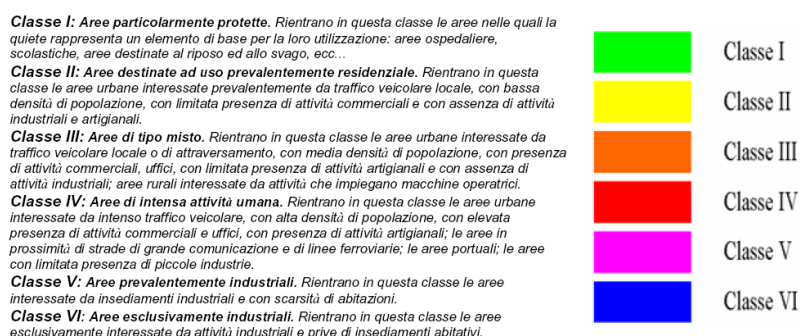 Classe I: Aree particolarmente protette. Rientrano in questa classe le aree nelle quali la
quiete rappresenta un elemento di base per la loro utilizzazione: aree ospedaliere,
scolastiche, aree destinate al riposo ed allo svago, ecc...
Classe II: Aree destinate ad uso prevalentemente residenziale. Rientrano in questa
classe le aree urbane interessate prevalentemente da traffico veicolare locale, con bassa
densità di popolazione, con limitata presenza di attività commerciali e con assenza di attività
industriali e artigianali.
Classe III: Aree di tipo misto. Rientrano in questa classe le aree urbane interessate da
traffico veicolare locale o di attraversamento, con media densità di popolazione, con presenza
di attività commerciali, uffici, con limitata presenza di attività artigianali e con assenza di
attività industriali; aree rurali interessate da attività che impiegano macchine operatrici.
Classe IV: Aree di intensa attività umana. Rientrano in questa classe le aree urbane
interessate da intenso traffico veicolare, con alta densità di popolazione, con elevata
presenza di attività commerciali e uffici, con presenza di attività artigianali; le aree in
prossimità di strade di grande comunicazione e di linee ferroviarie; le aree portuali; le aree
con limitata presenza di piccole industrie.
Classe V: Aree prevalentemente industriali. Rientrano in questa classe le aree
interessate da insediamenti industriali e con scarsità di abitazioni.
Classe VI: Aree esclusivamente industriali. Rientrano in questa classe le aree
esclusivamente interessate da attività industriali e prive di insediamenti abitativi.
Classe I
Classe II
Classe III
Classe IV
Classe V
Classe VI